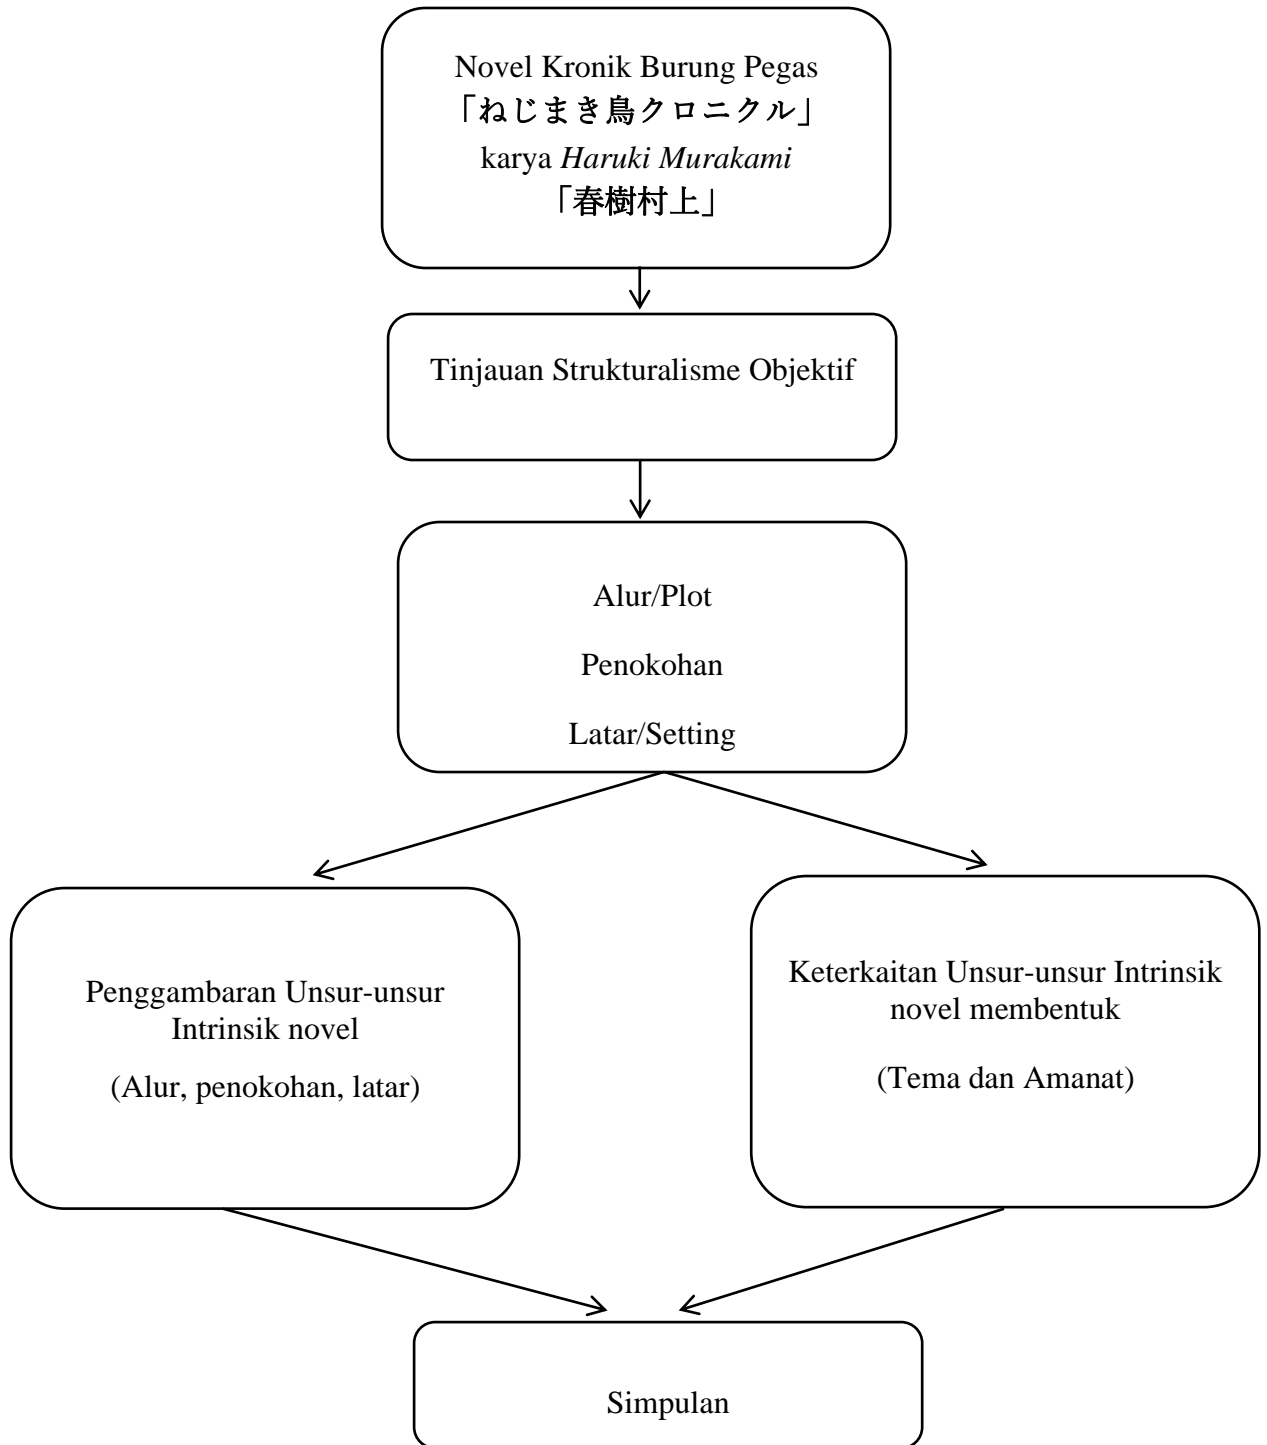 Novel Kronik Burung Pegas
「ねじまき鳥クロニクル」
karya Haruki Murakami
「春樹村上」
Tinjauan Strukturalisme Objektif
Alur/Plot
Penokohan
Latar/Setting
Penggambaran Unsur-unsur
Intrinsik novel
(Alur, penokohan, latar)
Keterkaitan Unsur-unsur Intrinsik
novel membentuk
(Tema dan Amanat)
Simpulan